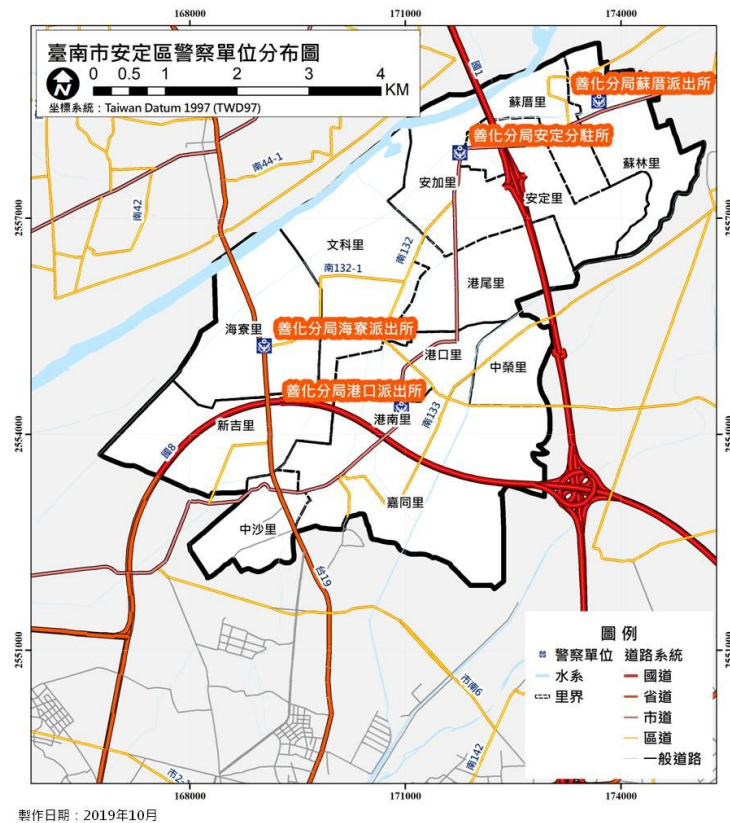 168000
171000
174000
臺南市安定區警察單位分布圖
0 0.5 1 2 3 4
KM
坐標系統：Taiwan Datum 1997 (TWD97)
國1
蘇厝里
善化分局蘇厝派出所
善化分局安定分駐所
南44-1
安加里
蘇林里
安定里
南42
2557000
2557000
文科里
南132
南132-1
港尾里
海寮里
善化分局海寮派出所
港口里
中榮里
善化分局港口派出所
新吉里
港南里
南133
2554000
2554000
國8
嘉同里
中沙里
台19
圖例
警察單位
道路系統
水系
國道
里界
省道
市道
區道
一般道路
2551000
2551000
市南6
南142
168000
171000
174000
製作日期：2019年10月